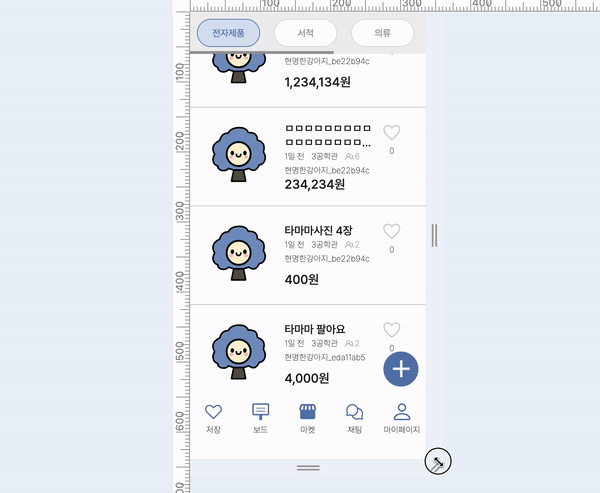 100
200
300
400
500
전자제품
서적
의류
현명한강아지_be22b94c
1,234,134원
ㅁㅁㅁㅁㅁㅁㅁㅁㅁ
ㅁㅁㅁㅁㅁㅁㅁㅁ...
1일 전 3공학관 6
현명한강아지_be22b94c
234,234원
0
타마마사진 4장
1일 전 3공학관 2
현명한강아지_be22b94c
400원
0
타마마 팔아요
1일 전 3공학관 2
현명한강아지_eda11ab5
4,000원
0
저장
보드
마켓
채팅
마이페이지
100
200
300
400
500
600